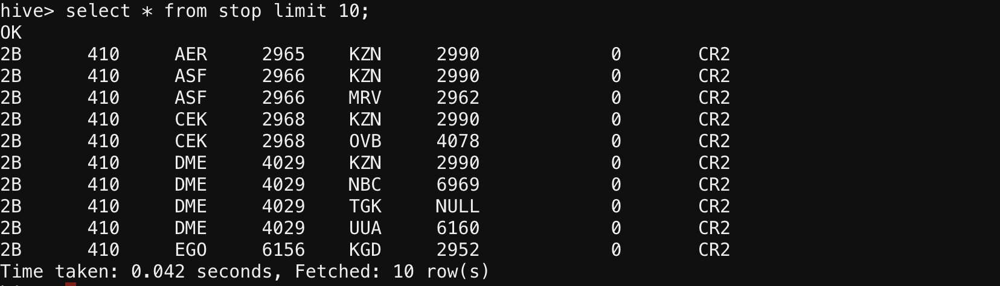 hive> select * from stop limit 10;
OK
2B 410 AER 2965 KZN 2990 0 CR2
2B 410 ASF 2966 KZN 2990 0 CR2
2B 410 ASF 2966 MRV 2962 0 CR2
2B 410 CEK 2968 KZN 2990 0 CR2
2B 410 CEK 2968 OVB 4078 0 CR2
2B 410 DME 4029 KZN 2990 0 CR2
2B 410 DME 4029 NBC 6969 0 CR2
2B 410 DME 4029 TGK NULL 0 CR2
2B 410 DME 4029 UUA 6160 0 CR2
2B 410 EGO 6156 KGD 2952 0 CR2
Time taken: 0.042 seconds, Fetched: 10 row(s)